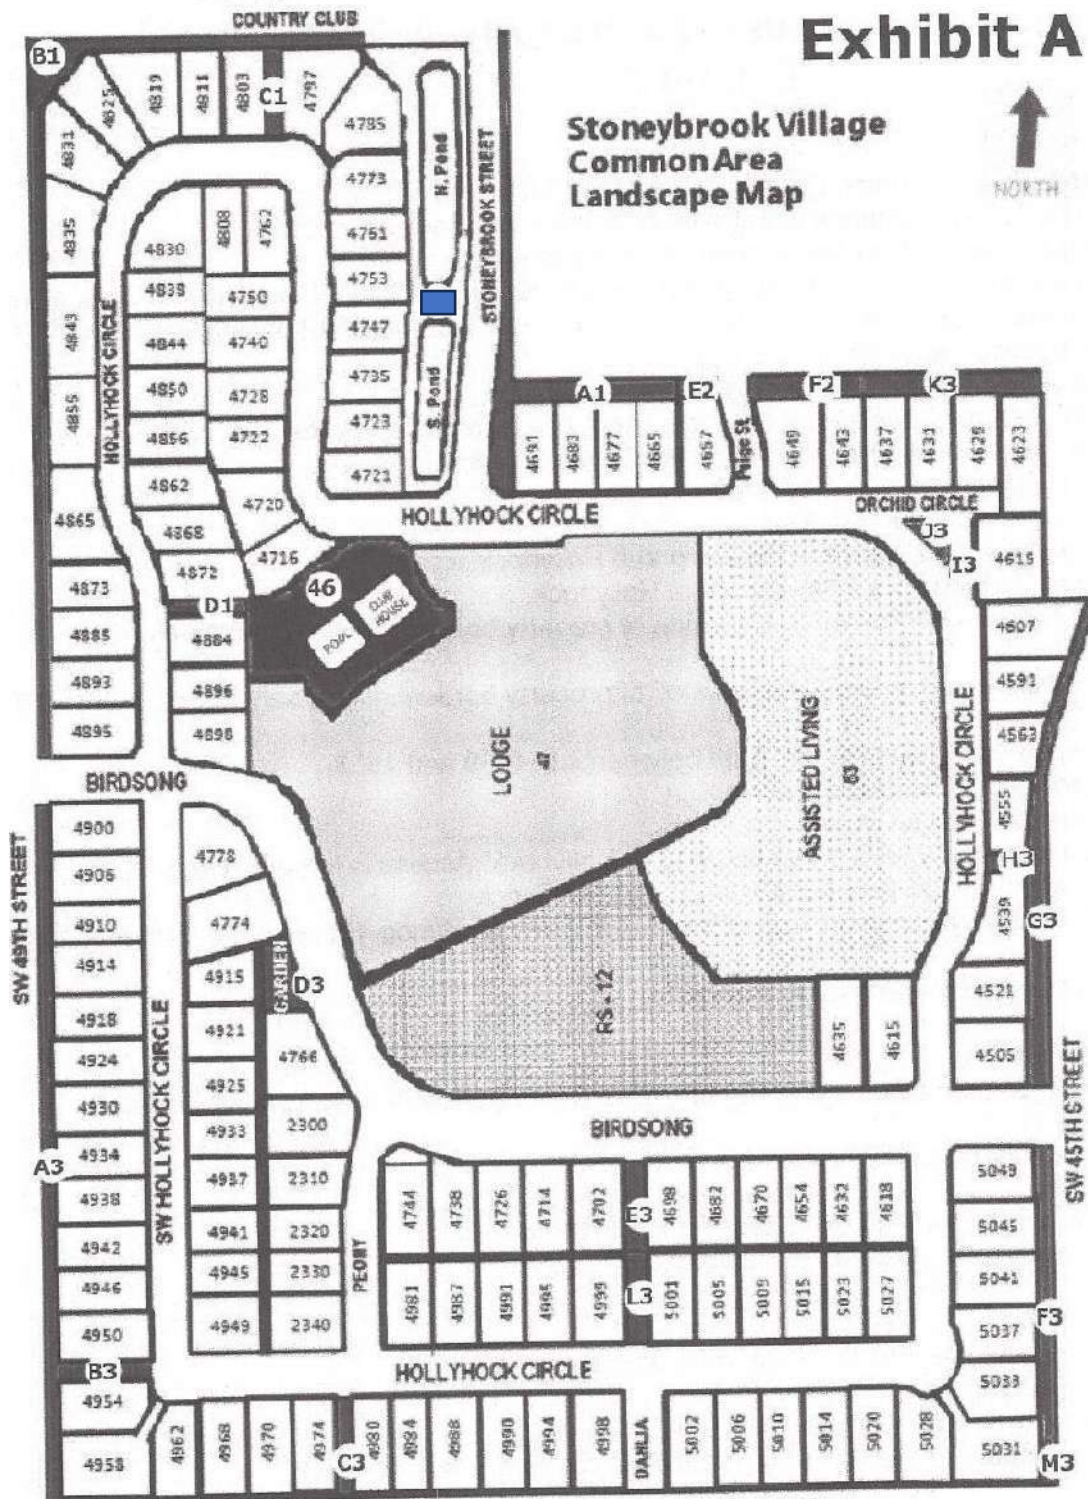 COUNTRY CLUB
Exhibit A
B1
Stoneybrook Village
Common Area
Landscape Map
NORTH
4831
4825
4819
4811
4803
C1
4797
4785
4773
4761
4753
4747
4735
4723
4721
N. Pond
S. Pond
STONEYBROOK STREET
4835
4843
4855
4865
4873
4885
4893
4895
HOLLYHOCK CIRCLE
4830
4808
4762
4838
4750
4844
4740
4850
4728
4856
4722
4862
4720
4868
4716
4872
D1
4884
4896
4898
A1
E2
F2
K3
4691
4683
4677
4665
4657
Paige St.
4649
4643
4637
4631
4629
4623
HOLLYHOCK CIRCLE
ORCHID CIRCLE
J3
I3
4615
46
POOL
CLUB
HOUSE
LODGE
47
ASSISTED LIVING
63
RS - 12
HOLLYHOCK CIRCLE
4607
4591
4563
4555
H3
4539
G3
4521
4505
4635
4615
BIRDSONG
SW 49TH STREET
4900
4906
4910
4914
4918
4924
4930
4934
A3
4938
4942
4946
4950
B3
4954
4958
SW HOLLYHOCK CIRCLE
4778
4774
4915
GARDEN
D3
4921
4766
4925
4933
2300
4937
2310
4941
2320
4945
2330
4949
2340
PEONY
BIRDSONG
SW 45TH STREET
4744
4738
4726
4714
4702
E3
4698
4682
4670
4654
4632
4618
4981
4987
4991
4995
4999
L3
5001
5005
5009
5015
5023
5027
5049
5045
5041
5037
F3
5033
5031
M3
HOLLYHOCK CIRCLE
4962
4968
4970
4974
C3
4980
4984
4988
4990
4994
4998
DAHLIA
5002
5006
5010
5014
5020
5028